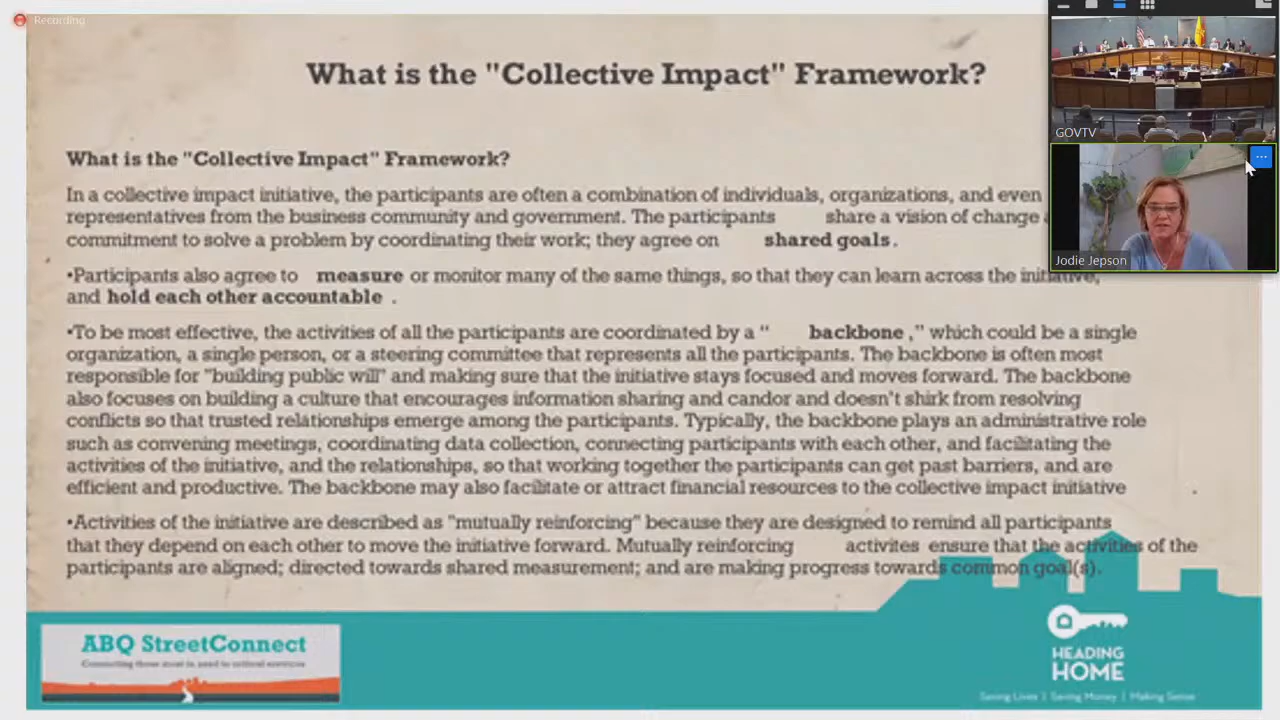 Recording
What is the "Collective Impact" Framework?
What is the "Collective Impact" Framework?
In a collective impact initiative, the participants are often a combination of individuals, organizations, and even
representatives from the business community and government. The participants share a vision of change
commitment to solve a problem by coordinating their work; they agree on shared goals.
•Participants also agree to measure or monitor many of the same things, so that they can learn across the initiative,
and hold each other accountable .
•To be most effective, the activities of all the participants are coordinated by a “ backbone ,” which could be a single
organization, a single person, or a steering committee that represents all the participants. The backbone is often most
responsible for "building public will" and making sure that the initiative stays focused and moves forward. The backbone
also focuses on building a culture that encourages information sharing and candor and doesn't shirk from resolving
conflicts so that trusted relationships emerge among the participants. Typically, the backbone plays an administrative role
such as convening meetings, coordinating data collection, connecting participants with each other, and facilitating the
activities of the initiative, and the relationships, so that working together the participants can get past barriers, and are
efficient and productive. The backbone may also facilitate or attract financial resources to the collective impact initiative .
•Activities of the initiative are described as "mutually reinforcing" because they are designed to remind all participants
that they depend on each other to move the initiative forward. Mutually reinforcing activites ensure that the activities of the
participants are aligned; directed towards shared measurement; and are making progress towards common goal(s).
GOVTV
Jodie Jepson
ABQ StreetConnect
Connecting those most in need to critical services
HEADING
HOME
Saving Lives | Saving Money | Making Sense